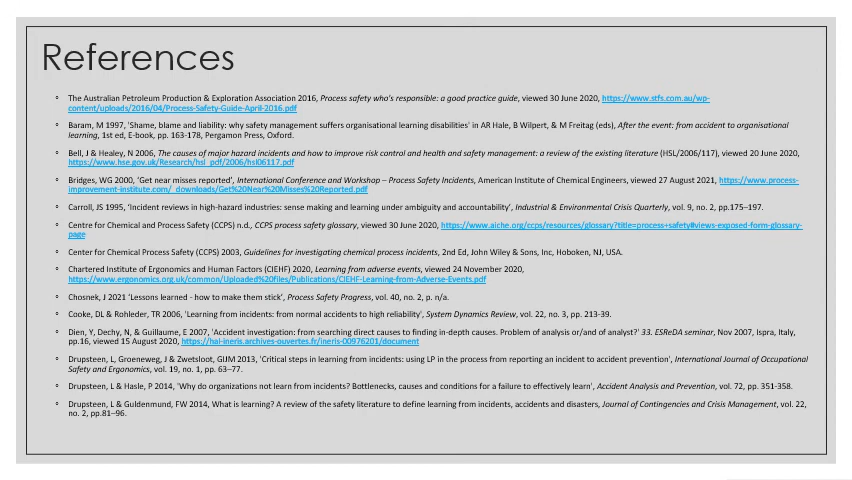 References
◦ The Australian Petroleum Production & Exploration Association 2016, Process safety who's responsible: a good practice guide, viewed 30 June 2020, https://www.stfs.com.au/wp-
content/uploads/2016/04/Process-Safety-Guide-April-2016.pdf
◦ Baram, M 1997, 'Shame, blame and liability: why safety management suffers organisational learning disabilities' in AR Hale, B Wilpert, & M Freitag (eds), After the event: from accident to organisational
learning, 1st ed, E-book, pp. 163-178, Pergamon Press, Oxford.
◦ Bell, J & Healey, N 2006, The causes of major hazard incidents and how to improve risk control and health and safety management: a review of the existing literature (HSL/2006/117), viewed 20 June 2020,
https://www.hse.gov.uk/Research/hsl_pdf/2006/hsl06117.pdf
◦ Bridges, WG 2000, 'Get near misses reported', International Conference and Workshop – Process Safety Incidents, American Institute of Chemical Engineers, viewed 27 August 2021, https://www.process-
improvement-institute.com/_downloads/Get%20Near%20Misses%20Reported.pdf
◦ Carroll, JS 1995, 'Incident reviews in high-hazard industries: sense making and learning under ambiguity and accountability', Industrial & Environmental Crisis Quarterly, vol. 9, no. 2, pp.175-197.
◦ Centre for Chemical and Process Safety (CCPS) n.d., CCPS process safety glossary, viewed 30 June 2020, https://www.aiche.org/ccps/resources/glossary?title=process+safety#views-exposed-form-glossary-
page
◦ Center for Chemical Process Safety (CCPS) 2003, Guidelines for investigating chemical process incidents, 2nd Ed, John Wiley & Sons, Inc, Hoboken, NJ, USA.
◦ Chartered Institute of Ergonomics and Human Factors (CIEHF) 2020, Learning from adverse events, viewed 24 November 2020,
https://www.ergonomics.org.uk/common/Uploaded%20files/Publications/CIEHF-Learning-from-Adverse-Events.pdf
◦ Chosnek, J 2021 'Lessons learned - how to make them stick', Process Safety Progress, vol. 40, no. 2, p. n/a.
◦ Cooke, DL & Rohleder, TR 2006, 'Learning from incidents: from normal accidents to high reliability', System Dynamics Review, vol. 22, no. 3, pp. 213-39.
◦ Dien, Y, Dechy, N, & Guillaume, E 2007, 'Accident investigation: from searching direct causes to finding in-depth causes. Problem of analysis or/and of analyst?' 33. ESReDA seminar, Nov 2007, Ispra, Italy,
pp.16, viewed 15 August 2020, https://hal-ineris.archives-ouvertes.fr/ineris-00976201/document
◦ Drupsteen, L, Groeneweg, J & Zwetsloot, GIJM 2013, 'Critical steps in learning from incidents: using LP in the process from reporting an incident to accident prevention', International Journal of Occupational
Safety and Ergonomics, vol. 19, no. 1, pp. 63–77.
◦ Drupsteen, L & Hasle, P 2014, 'Why do organizations not learn from incidents? Bottlenecks, causes and conditions for a failure to effectively learn', Accident Analysis and Prevention, vol. 72, pp. 351-358.
◦ Drupsteen, L & Guldenmund, FW 2014, What is learning? A review of the safety literature to define learning from incidents, accidents and disasters, Journal of Contingencies and Crisis Management, vol. 22,
no. 2, pp.81–96.